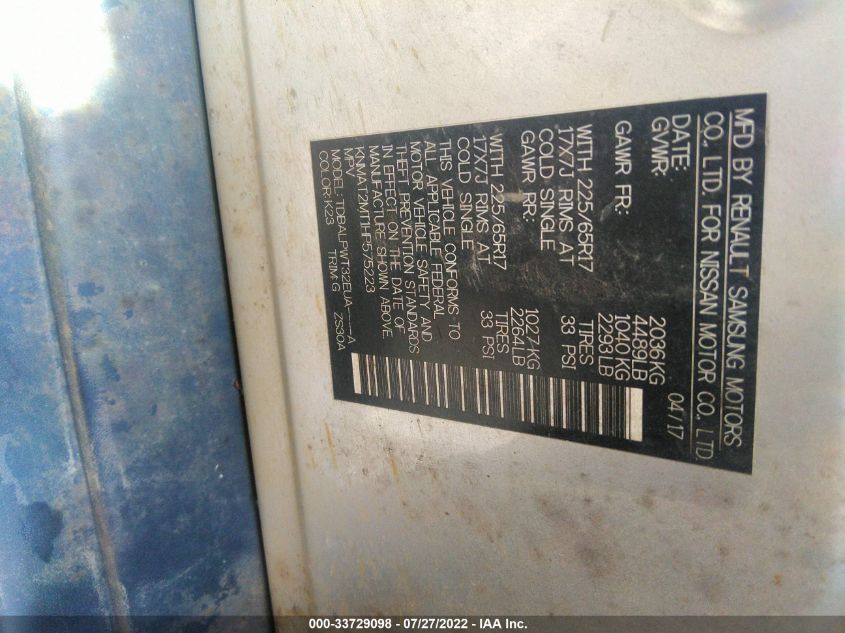 MFD BY RENAULT SAMSUNG MOTORS
CO., LTD. FOR NISSAN MOTOR CO., LTD.
DATE: 04/17
GVWR: 2036KG
4489LB
GAWR FR: 1040KG
2293LB
WITH 225/65R17 TIRES
17X7J RIMS AT 33 PSI
COLD SINGLE
GAWR RR: 1027KG
2264LB
WITH 225/65R17 TIRES
17X7J RIMS AT 33 PSI
COLD SINGLE
THIS VEHICLE CONFORMS TO
ALL APPLICABLE FEDERAL
MOTOR VEHICLE SAFETY AND
THEFT PREVENTION STANDARDS
IN EFFECT ON THE DATE OF
MANUFACTURE SHOWN ABOVE.
KNMAT2MT1HP575223
MPV
MODEL: TDBALPWT32EUA-----A
COLOR:K23 TRIM:G ZS30A
000-33729098 - 07/27/2022 - IAA Inc.